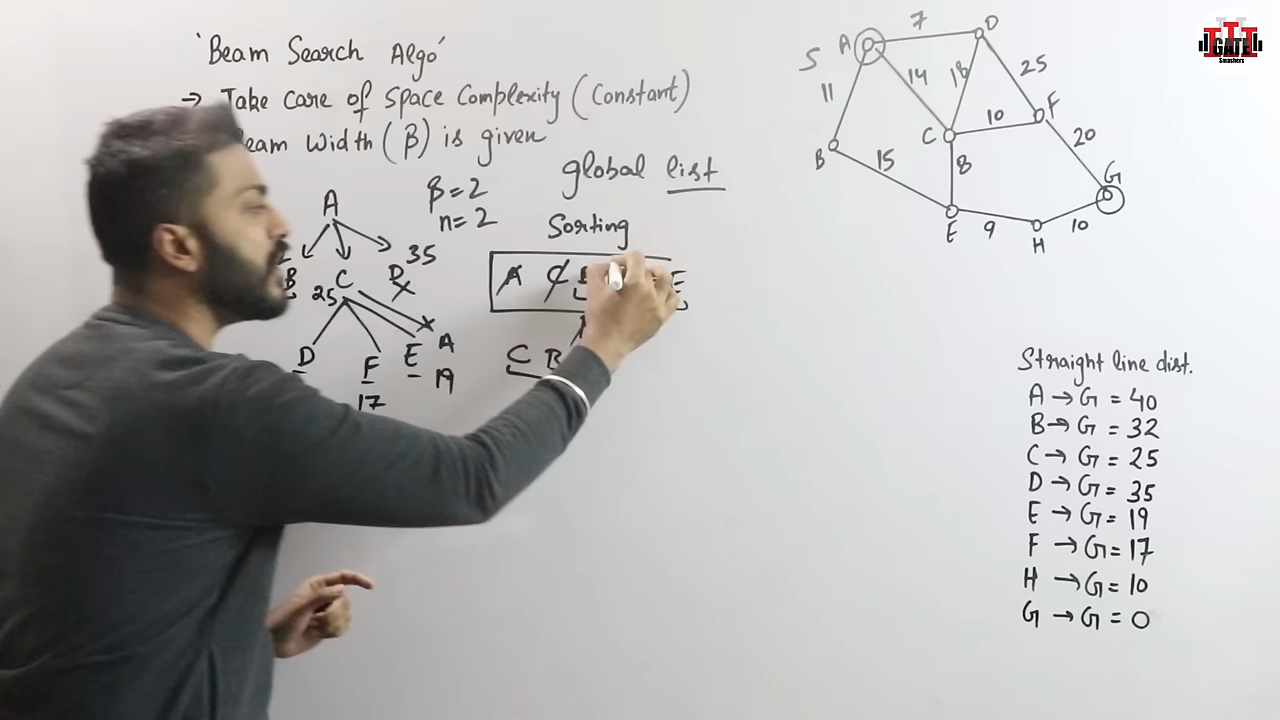 'Beam Search Algo'
→ Take care of Space Complexity (Constant)
Width (β) is given
global list
β=2
n=2
Sorting
A
B C D 35
25
A C
E
D F E A
17 19
C B
S A 7 D
11 14 18 25
B 15 C 10 F
8 20
E 9 H 10 G
Straight line dist.
A → G = 40
B → G = 32
C → G = 25
D → G = 35
E → G = 19
F → G = 17
H → G = 10
G → G = 0
GATE
Smashers